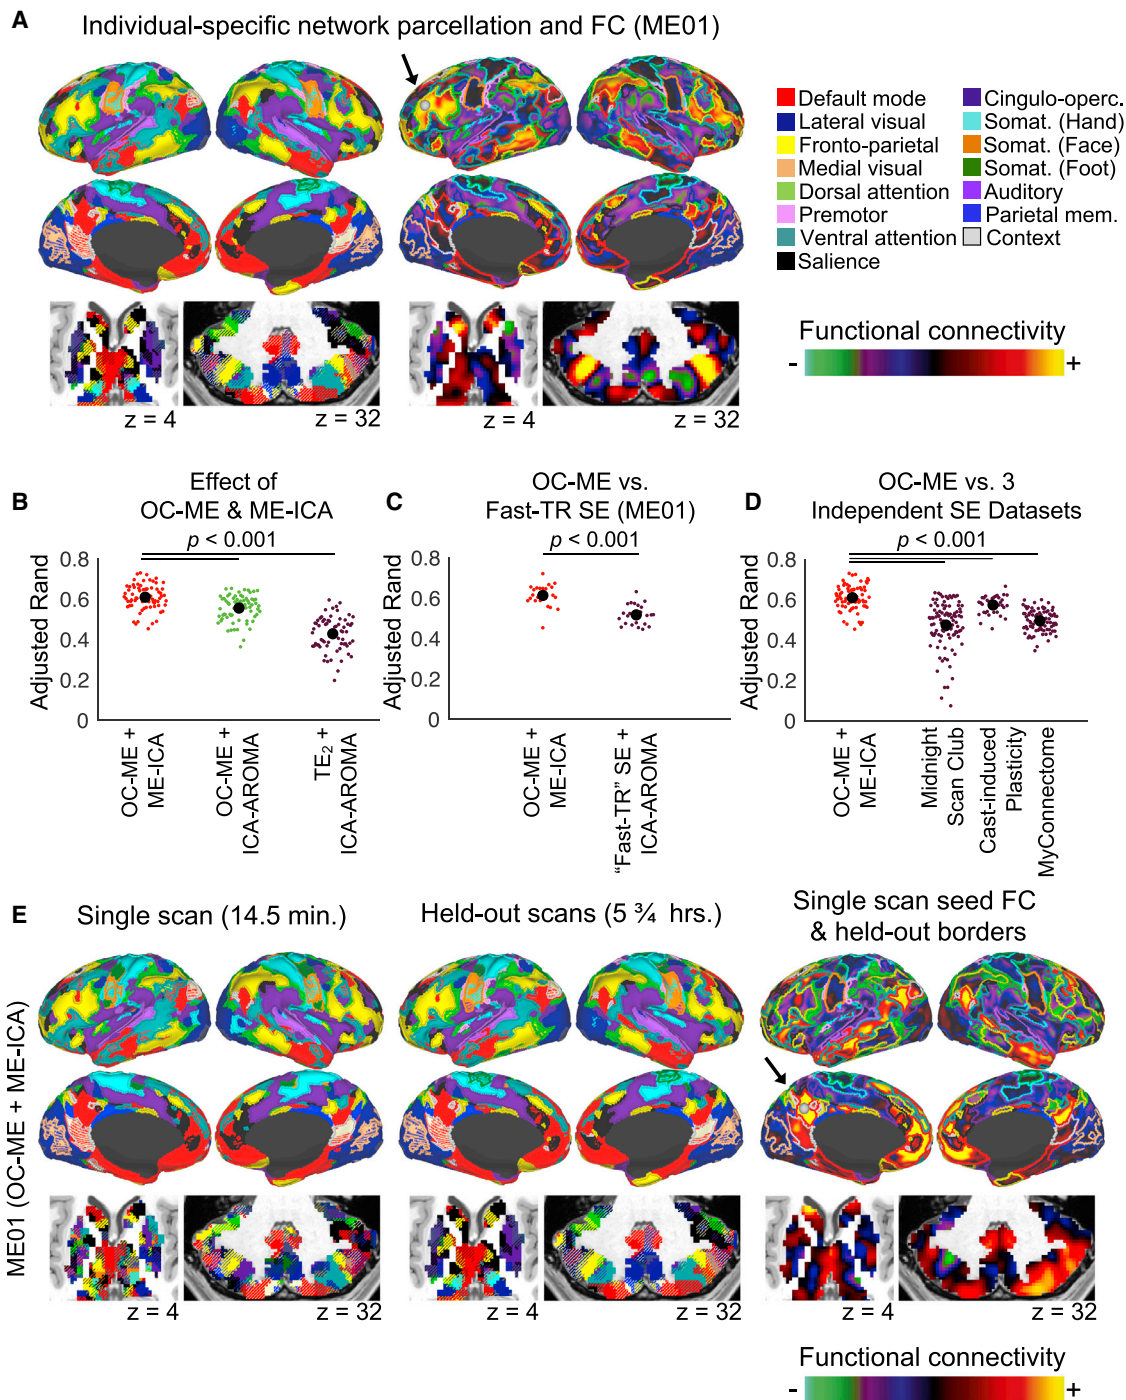 A
Individual-specific network parcellation and FC (ME01)
Default mode
Lateral visual
Fronto-parietal
Medial visual
Dorsal attention
Premotor
Ventral attention
Salience
Cingulo-operc.
Somat. (Hand)
Somat. (Face)
Somat. (Foot)
Auditory
Parietal mem.
Context
Functional connectivity
- +
z = 4
z = 32
z = 4
z = 32
B
Effect of
OC-ME & ME-ICA
p < 0.001
Adjusted Rand
0.8
0.6
0.4
0.2
0
OC-ME +
ME-ICA
OC-ME +
ICA-AROMA
TE₂ +
ICA-AROMA
C
OC-ME vs.
Fast-TR SE (ME01)
p < 0.001
Adjusted Rand
0.8
0.6
0.4
0.2
0
OC-ME +
ME-ICA
“Fast-TR” SE +
ICA-AROMA
D
OC-ME vs. 3
Independent SE Datasets
p < 0.001
Adjusted Rand
0.8
0.6
0.4
0.2
0
OC-ME +
ME-ICA
Midnight
Scan Club
Cast-induced
Plasticity
MyConnectome
E
Single scan (14.5 min.)
Held-out scans (5 ¾ hrs.)
Single scan seed FC
& held-out borders
ME01 (OC-ME + ME-ICA)
z = 4
z = 32
z = 4
z = 32
z = 4
z = 32
Functional connectivity
- +